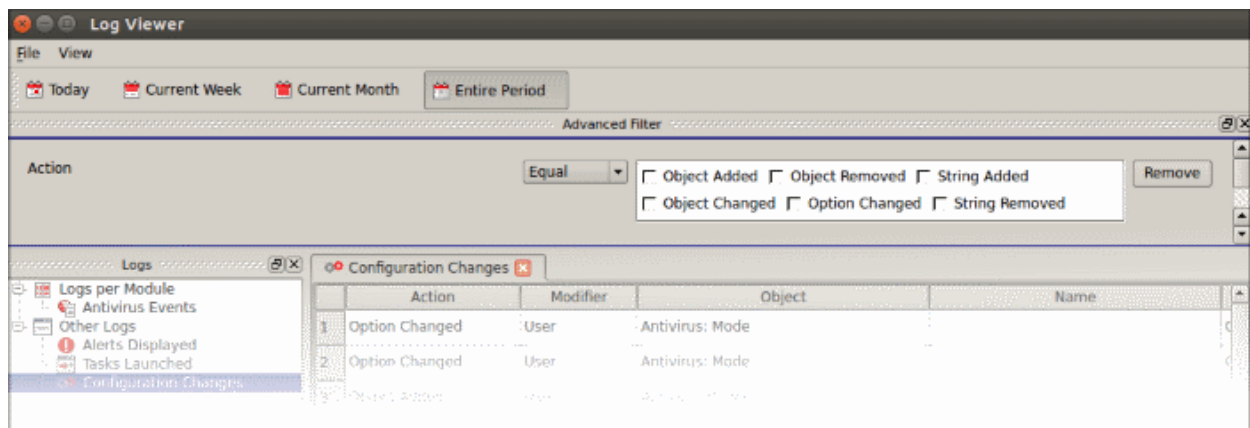 Log Viewer
File View
Today Current Week Current Month Entire Period
Advanced Filter
Action Equal Object Added Object Removed String Added Remove
Object Changed Option Changed String Removed
Logs Configuration Changes
Logs per Module
Antivirus Events
Other Logs
Alerts Displayed
Tasks Launched
Configuration Changes
Action Modifier Object Name
1 Option Changed User Antivirus: Mode
2 Option Changed User Antivirus: Mode
3 Object Added